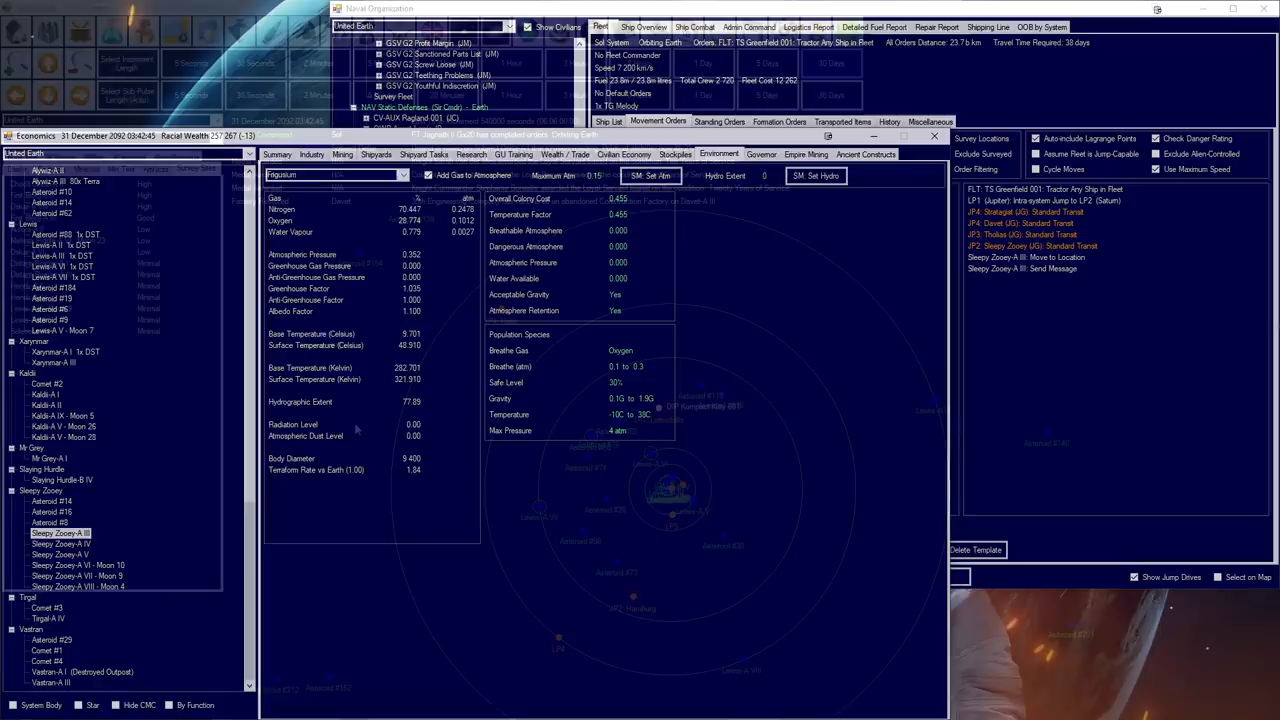 Naval Organization
United Earth
Show Civilians
Fleet Ship Overview Ship Combat Admin Command Logistics Report Detailed Fuel Report Repair Report Shipping Line OOB by System
GSV G2 Profit Margin (JM)
GSV G2 Sanctioned Parts List (JM)
GSV G2 Screw Loose (JM)
GSV G2 Teething Problems (JM)
GSV G2 Youthful Indiscretion (JM)
Survey Fleet
NAV Static Defenses (Sir Cmdr) - Earth
CV-AUX Ragland 001 (JC)
Sol System Orbiting Earth Orders: FLT: TS Greenfield 001: Tractor Any Ship in Fleet All Orders Distance: 23.7 b km Travel Time Required: 38 days
No Fleet Commander
Speed 7 200 km/s
Fuel 23.8m / 23.8m litres Total Crew 2 720 Fleet Cost 12 262
No Default Orders
1x TG Melody
Ship List Movement Orders Standing Orders Formation Orders History Miscellaneous
Select Increment Length
1 Hour
1 Day
5 Days
30 Days
Economics 31 December 2092 03:42:45 Racial Wealth 257 267 (-13)
United Earth
Summary Industry Mining Shipyards Shipyard Tasks Research GU Training Wealth / Trade Civilian Economy Stockpiles Environment Governor Empire Mining Ancient Constructs
Frigusium
Add Gas to Atmosphere
Maximum Atm 0.15
SM: Set Atm
Hydro Extent 0
SM: Set Hydro
Alywiz-A II
Alywiz-A III 80x Terra
Asteroid #10
Asteroid #14
Asteroid #62
Lewis
Asteroid #88 1x DST
Lewis-A II 1x DST
Lewis-A III 1x DST
Lewis-A VI 1x DST
Lewis-A VII 1x DST
Asteroid #184
Asteroid #19
Asteroid #6
Asteroid #9
Lewis-A V - Moon 7
Xarynmar
Xarynmar-A I 1x DST
Xarynmar-A III
Kaldii
Comet #2
Kaldii-A I
Kaldii-A II
Kaldii-A IX - Moon 5
Kaldii-A V - Moon 26
Kaldii-A V - Moon 28
Mr Grey
Mr Grey-A I
Slaying Hurdle
Slaying Hurdle-B IV
Sleepy Zooey
Asteroid #14
Asteroid #16
Asteroid #8
Sleepy Zooey-A III
Sleepy Zooey-A IV
Sleepy Zooey-A V
Sleepy Zooey-A VI - Moon 10
Sleepy Zooey-A VII - Moon 9
Sleepy Zooey-A VIII - Moon 4
Tirgal
Comet #3
Tirgal-A IV
Vastran
Asteroid #29
Comet #1
Comet #4
Vastran-A I (Destroyed Outpost)
Vastran-A III
System Body Star Hide CMC By Function
Gas % atm
Nitrogen 70.447 0.2478
Oxygen 28.774 0.1012
Water Vapour 0.779 0.0027
Atmospheric Pressure 0.352
Greenhouse Gas Pressure 0.000
Anti-Greenhouse Gas Pressure 0.000
Greenhouse Factor 1.035
Anti-Greenhouse Factor 1.000
Albedo Factor 1.100
Base Temperature (Celsius) 9.701
Surface Temperature (Celsius) 48.910
Base Temperature (Kelvin) 282.701
Surface Temperature (Kelvin) 321.910
Hydrographic Extent 77.89
Radiation Level 0.00
Atmospheric Dust Level 0.00
Body Diameter 9 400
Terraform Rate vs Earth (1.00) 1.84
Overall Colony Cost 0.455
Temperature Factor 0.455
Breathable Atmosphere 0.000
Dangerous Atmosphere 0.000
Atmospheric Pressure 0.000
Water Available 0.000
Acceptable Gravity Yes
Atmosphere Retention Yes
Population Species
Breathe Gas Oxygen
Breathe (atm) 0.1 to 0.3
Safe Level 30%
Gravity 0.1G to 1.9G
Temperature -10C to 38C
Max Pressure 4 atm
Survey Locations
Auto-include Lagrange Points
Check Danger Rating
Exclude Surveyed
Assume Fleet is Jump-Capable
Exclude Alien-Controlled
Order Filtering
Cycle Moves
Use Maximum Speed
FLT: TS Greenfield 001: Tractor Any Ship in Fleet
LP1 (Jupiter): Intra-system Jump to LP2 (Saturn)
JP4: Stratagist (JG): Standard Transit
JP4: Davet (JG): Standard Transit
JP3: Tholias (JG): Standard Transit
JP2: Sleepy Zooey (JG): Standard Transit
Sleepy Zooey-A III: Move to Location
Sleepy Zooey-A III: Send Message
Delete Template
Show Jump Drives
Select on Map
LP5
JP2: Hamburg
LP4
Lewis-A VIII